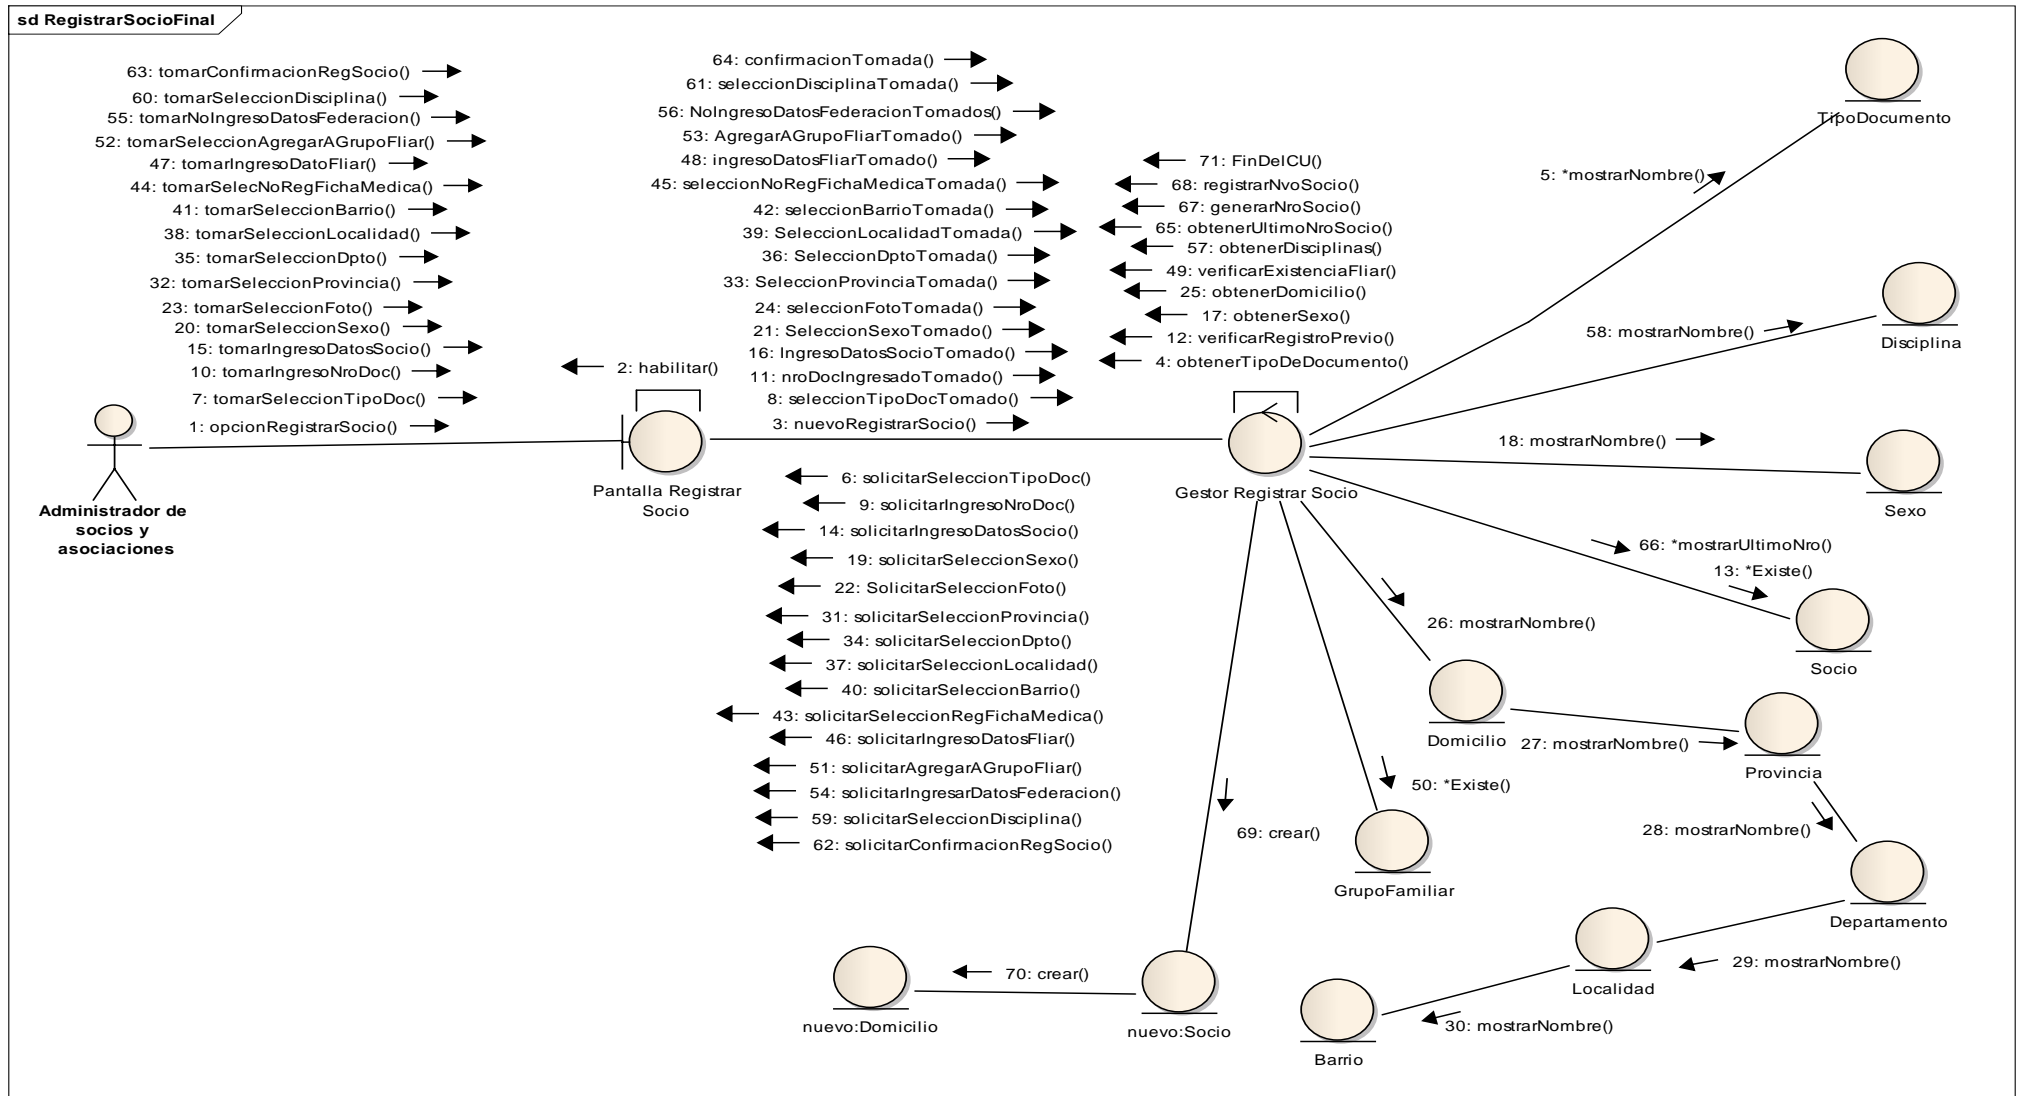 sd RegistrarSocioFinal
63: tomarConfirmacionRegSocio()
60: tomarSeleccionDisciplina()
55: tomarNoIngresoDatosFederacion()
52: tomarSeleccionAgregarAGrupoFliar()
47: tomarIngresoDatoFliar()
44: tomarSelecNoRegFichaMedica()
41: tomarSeleccionBarrio()
38: tomarSeleccionLocalidad()
35: tomarSeleccionDpto()
32: tomarSeleccionProvincia()
23: tomarSeleccionFoto()
20: tomarSeleccionSexo()
15: tomarIngresoDatosSocio()
10: tomarIngresoNroDoc()
7: tomarSeleccionTipoDoc()
1: opcionRegistrarSocio()
Administrador de
socios y
asociaciones
2: habilitar()
Pantalla Registrar
Socio
64: confirmacionTomada()
61: seleccionDisciplinaTomada()
56: NoIngresoDatosFederacionTomados()
53: AgregarAGrupoFliarTomado()
48: ingresoDatosFliarTomado()
45: seleccionNoRegFichaMedicaTomada()
42: seleccionBarrioTomada()
39: SeleccionLocalidadTomada()
36: SeleccionDptoTomada()
33: SeleccionProvinciaTomada()
24: seleccionFotoTomada()
21: SeleccionSexoTomado()
16: IngresoDatosSocioTomado()
11: nroDocIngresadoTomado()
8: seleccionTipoDocTomado()
3: nuevoRegistrarSocio()
6: solicitarSeleccionTipoDoc()
9: solicitarIngresoNroDoc()
14: solicitarIngresoDatosSocio()
19: solicitarSeleccionSexo()
22: SolicitarSeleccionFoto()
31: solicitarSeleccionProvincia()
34: solicitarSeleccionDpto()
37: solicitarSeleccionLocalidad()
40: solicitarSeleccionBarrio()
43: solicitarSeleccionRegFichaMedica()
46: solicitarIngresoDatosFliar()
51: solicitarAgregarAGrupoFliar()
54: solicitarIngresarDatosFederacion()
59: solicitarSeleccionDisciplina()
62: solicitarConfirmacionRegSocio()
71: FinDelCU()
68: registrarNvoSocio()
67: generarNroSocio()
65: obtenerUltimoNroSocio()
57: obtenerDisciplinas()
49: verificarExistenciaFliar()
25: obtenerDomicilio()
17: obtenerSexo()
12: verificarRegistroPrevio()
4: obtenerTipoDeDocumento()
Gestor Registrar Socio
5: *mostrarNombre()
TipoDocumento
58: mostrarNombre()
Disciplina
18: mostrarNombre()
Sexo
66: *mostrarUltimoNro()
13: *Existe()
Socio
26: mostrarNombre()
Domicilio
27: mostrarNombre()
Provincia
28: mostrarNombre()
Departamento
29: mostrarNombre()
Localidad
30: mostrarNombre()
Barrio
50: *Existe()
GrupoFamiliar
69: crear()
nuevo:Socio
70: crear()
nuevo:Domicilio